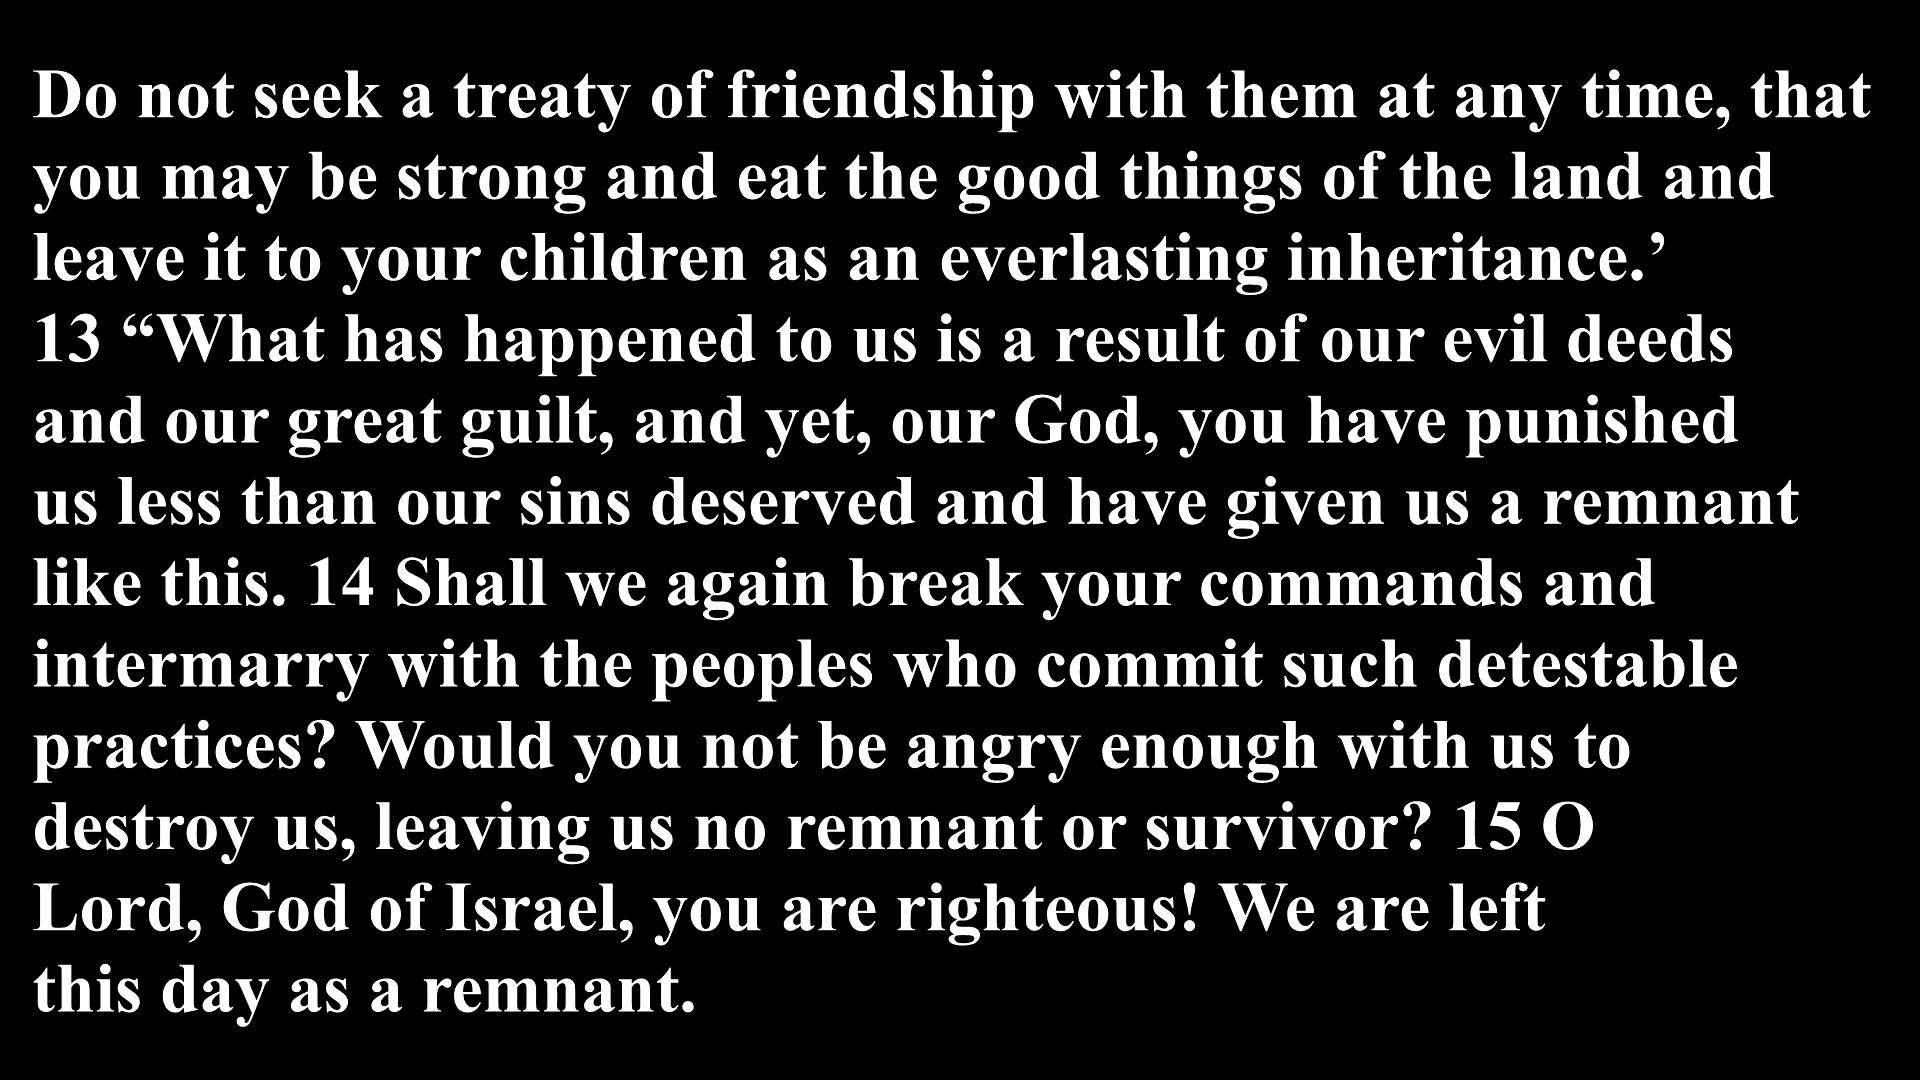 Do not seek a treaty of friendship with them at any time, that
you may be strong and eat the good things of the land and
leave it to your children as an everlasting inheritance.’
13 “What has happened to us is a result of our evil deeds
and our great guilt, and yet, our God, you have punished
us less than our sins deserved and have given us a remnant
like this. 14 Shall we again break your commands and
intermarry with the peoples who commit such detestable
practices? Would you not be angry enough with us to
destroy us, leaving us no remnant or survivor? 15 O
Lord, God of Israel, you are righteous! We are left
this day as a remnant.